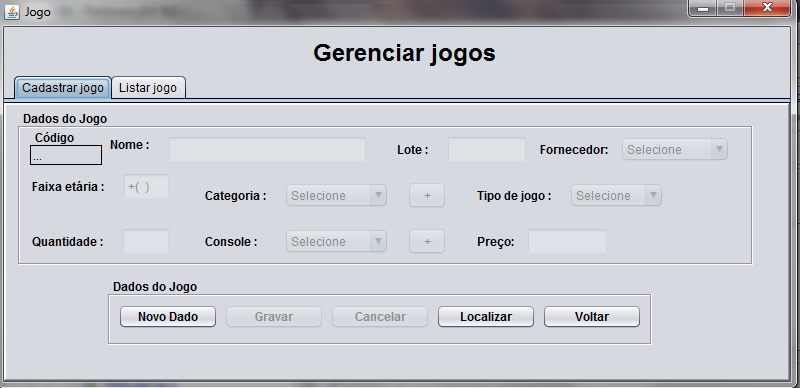 Jogo
Gerenciar jogos
Cadastrar jogo Listar jogo
Dados do Jogo
Código
...
Nome : Lote : Fornecedor: Selecione
Faixa etária : +( ) Categoria : Selecione + Tipo de jogo : Selecione
Quantidade : Console : Selecione + Preço:
Dados do Jogo
Novo Dado Gravar Cancelar Localizar Voltar